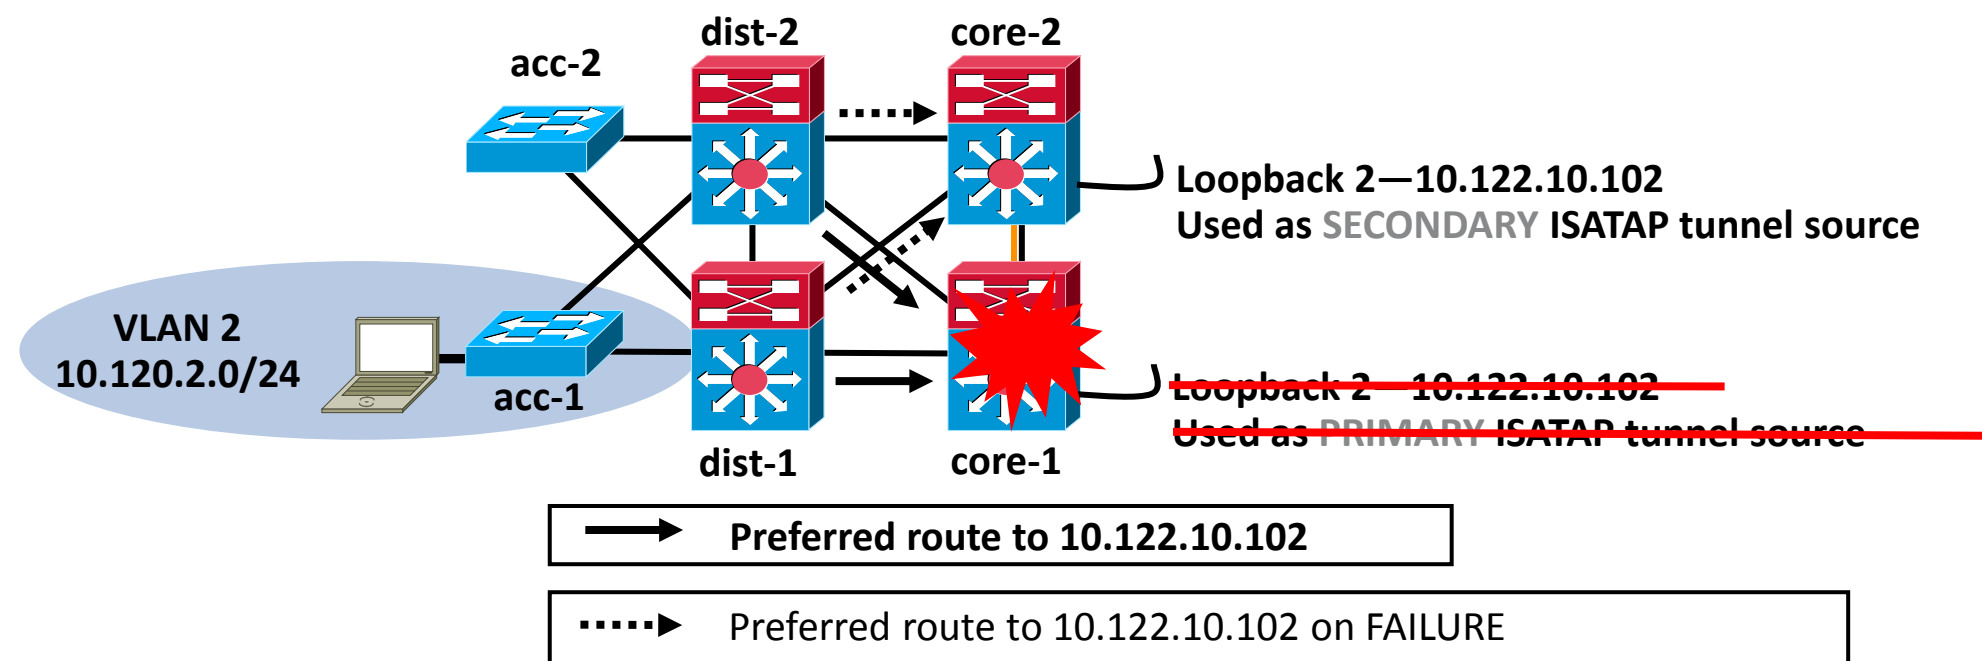 dist-2
core-2
acc-2
Loopback 2—10.122.10.102
Used as SECONDARY ISATAP tunnel source
VLAN 2
10.120.2.0/24
acc-1
Loopback 2—10.122.10.102
Used as PRIMARY ISATAP tunnel source
dist-1
core-1
Preferred route to 10.122.10.102
Preferred route to 10.122.10.102 on FAILURE